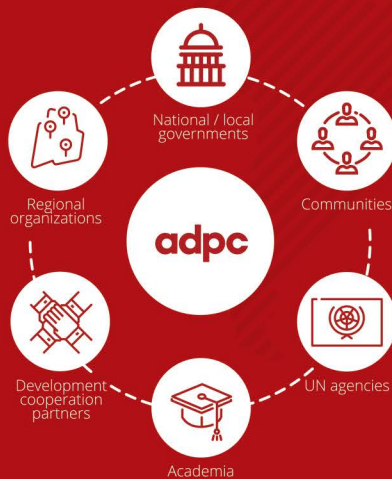 National / local
governments
Regional
organizations
Communities
adpc
Development
cooperation
partners
UN agencies
Academia